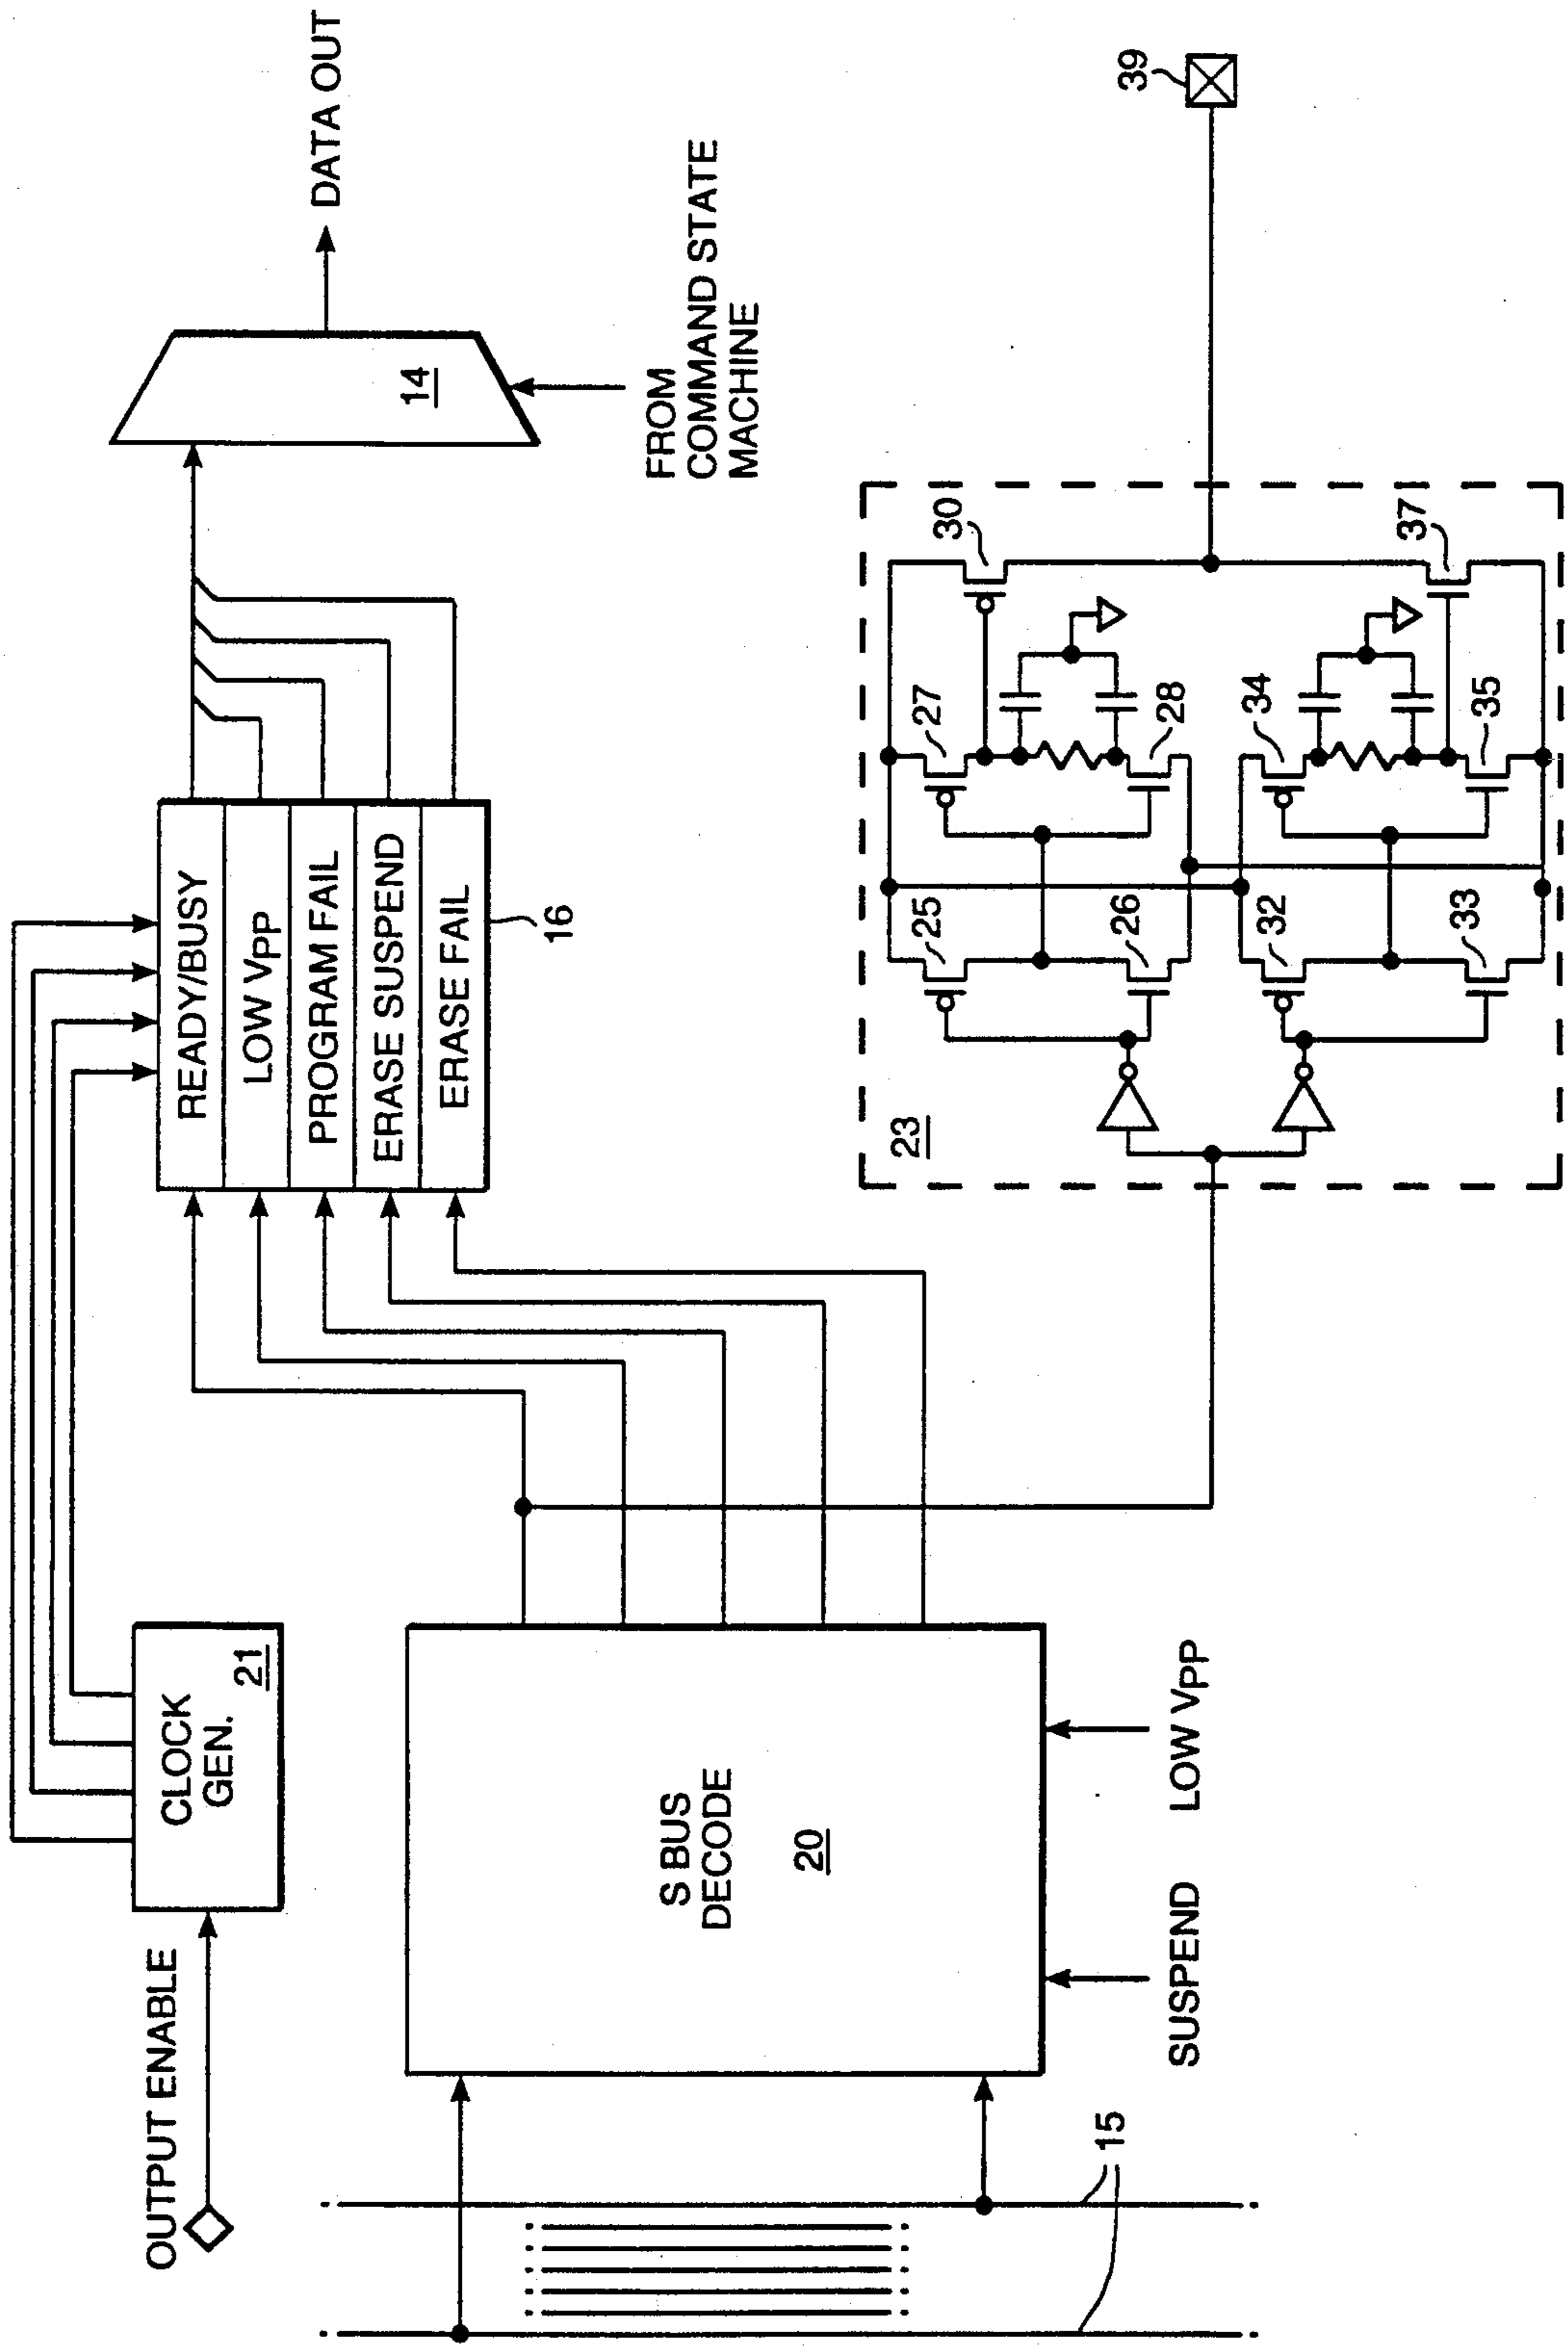 OUTPUT ENABLE
CLOCK
GEN.
21
READY/BUSY
LOW VPP
PROGRAM FAIL
ERASE SUSPEND
ERASE FAIL
16
14
DATA OUT
FROM
COMMAND STATE
MACHINE
S BUS
DECODE
20
15
SUSPEND
LOW VPP
23
25
26
27
28
30
32
33
34
35
37
39